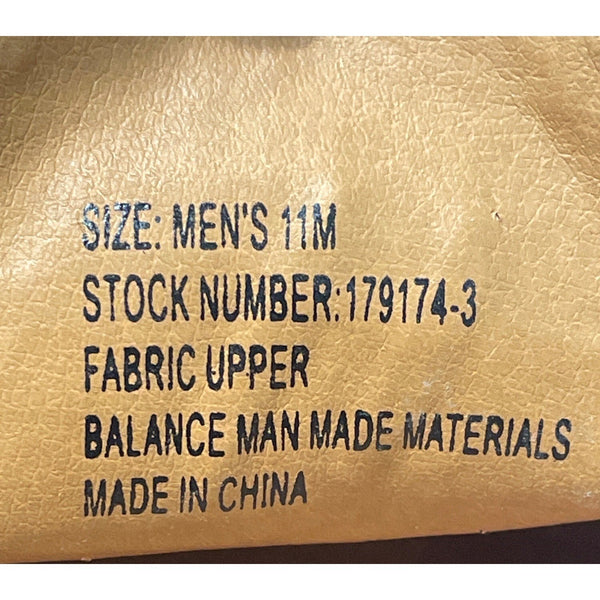 SIZE: MEN'S 11M
STOCK NUMBER:179174-3
FABRIC UPPER
BALANCE MAN MADE MATERIALS
MADE IN CHINA